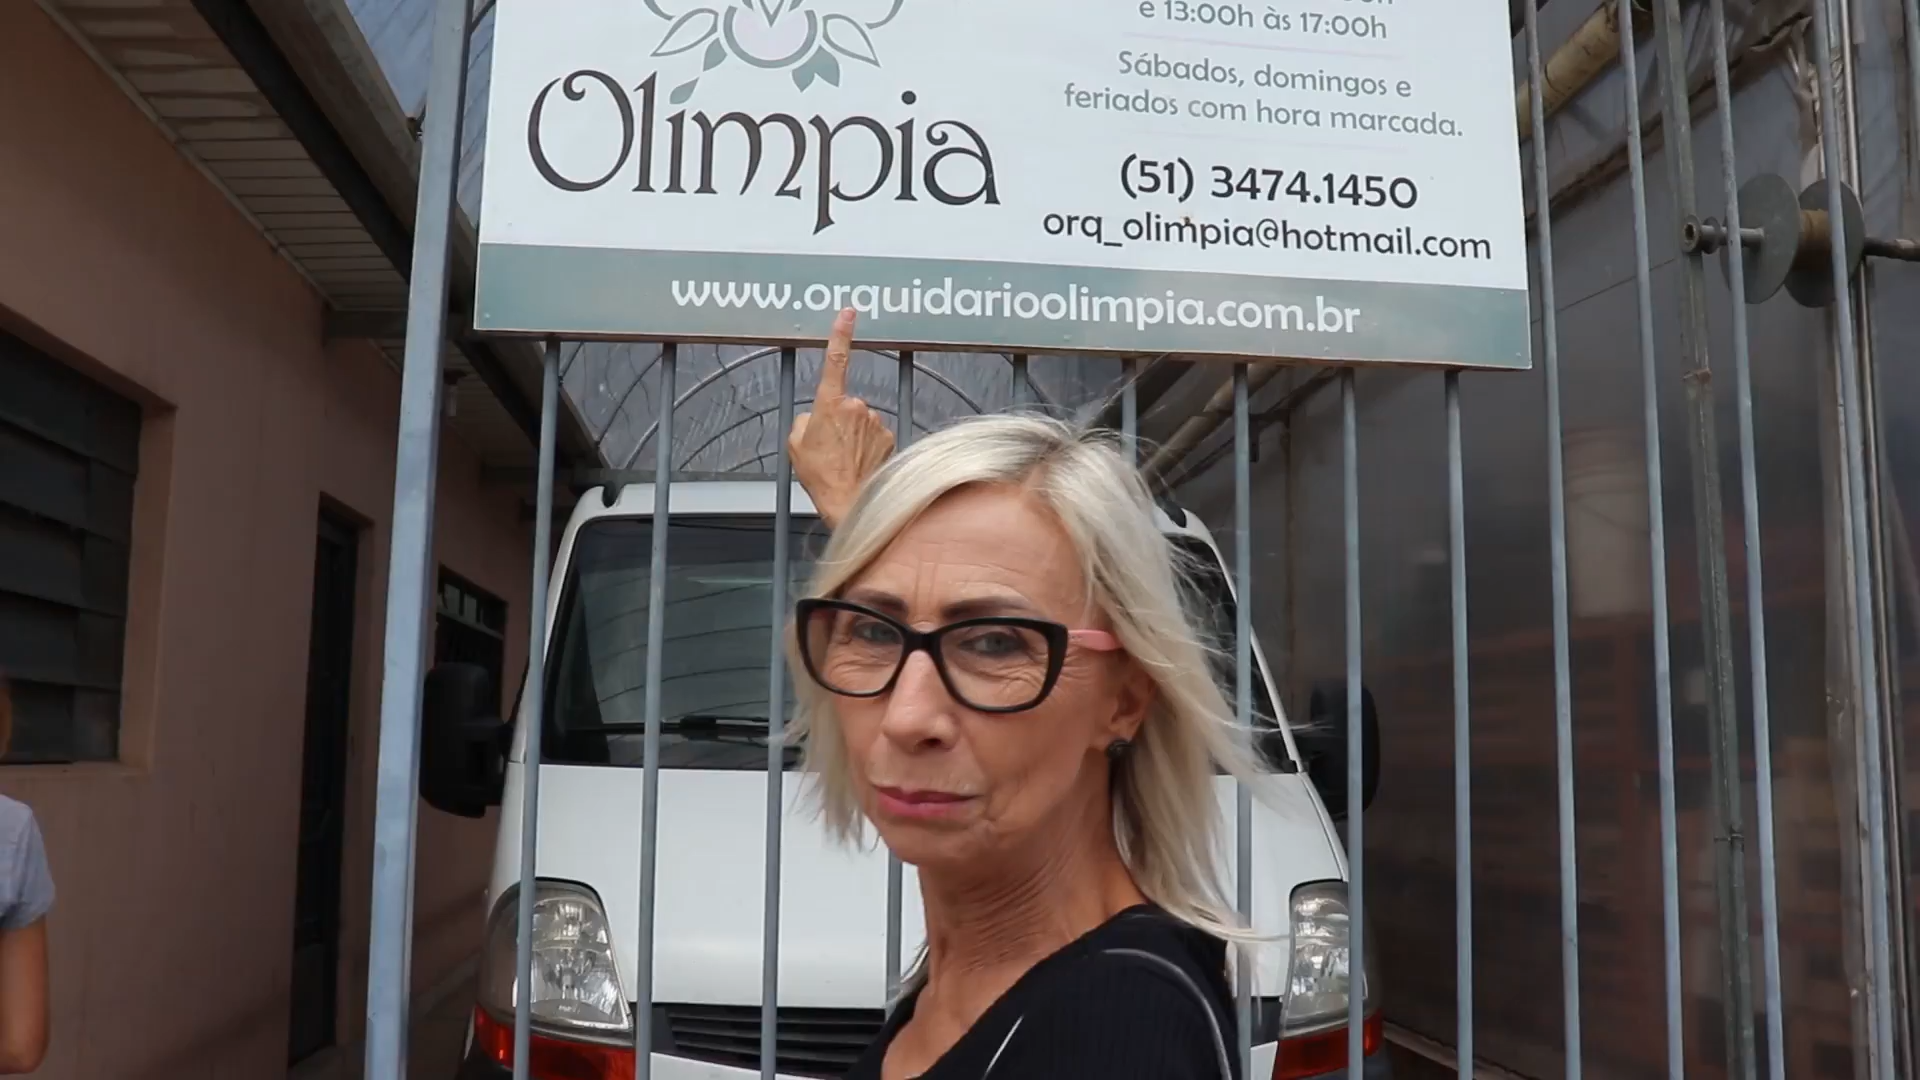 e 13:00h às 17:00h
Sábados, domingos e
feriados com hora marcada.
Olímpia
(51) 3474.1450
orq_olimpia@hotmail.com
www.orquidarioolimpia.com.br